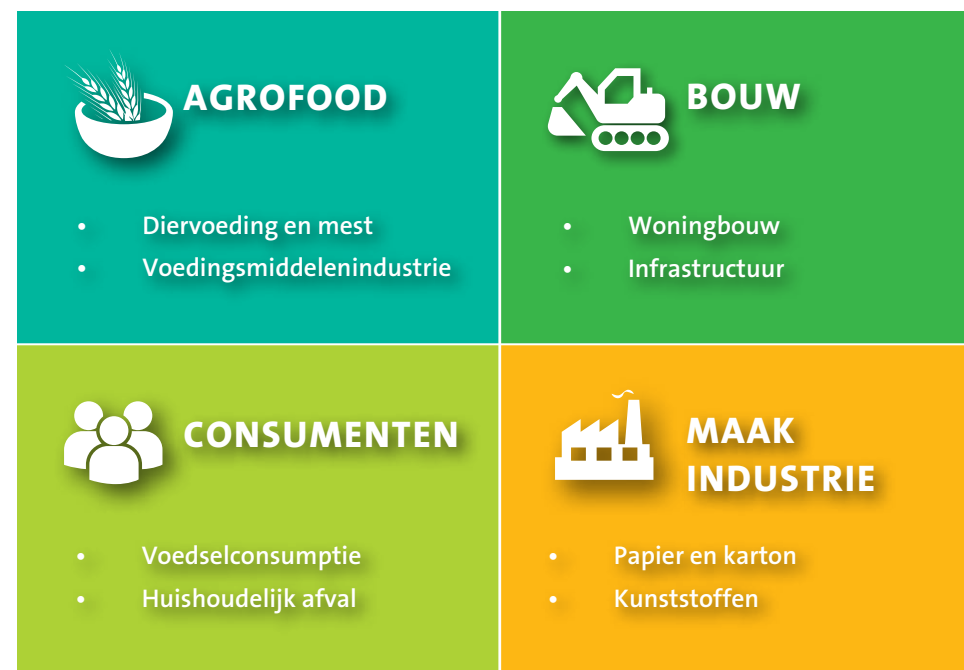 AGROFOOD
• Diervoeding en mest
• Voedingsmiddelenindustrie
BOUW
• Woningbouw
• Infrastructuur
CONSUMENTEN
• Voedselconsumptie
• Huishoudelijk afval
MAAK
INDUSTRIE
• Papier en karton
• Kunststoffen